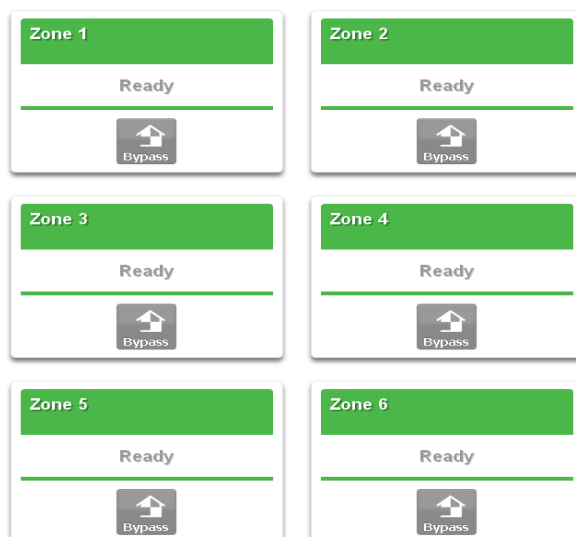 Zone 1
Zone 2
Ready
Ready
Bypass
Bypass
Zone 3
Zone 4
Ready
Ready
Bypass
Bypass
Zone 5
Zone 6
Ready
Ready
Bypass
Bypass